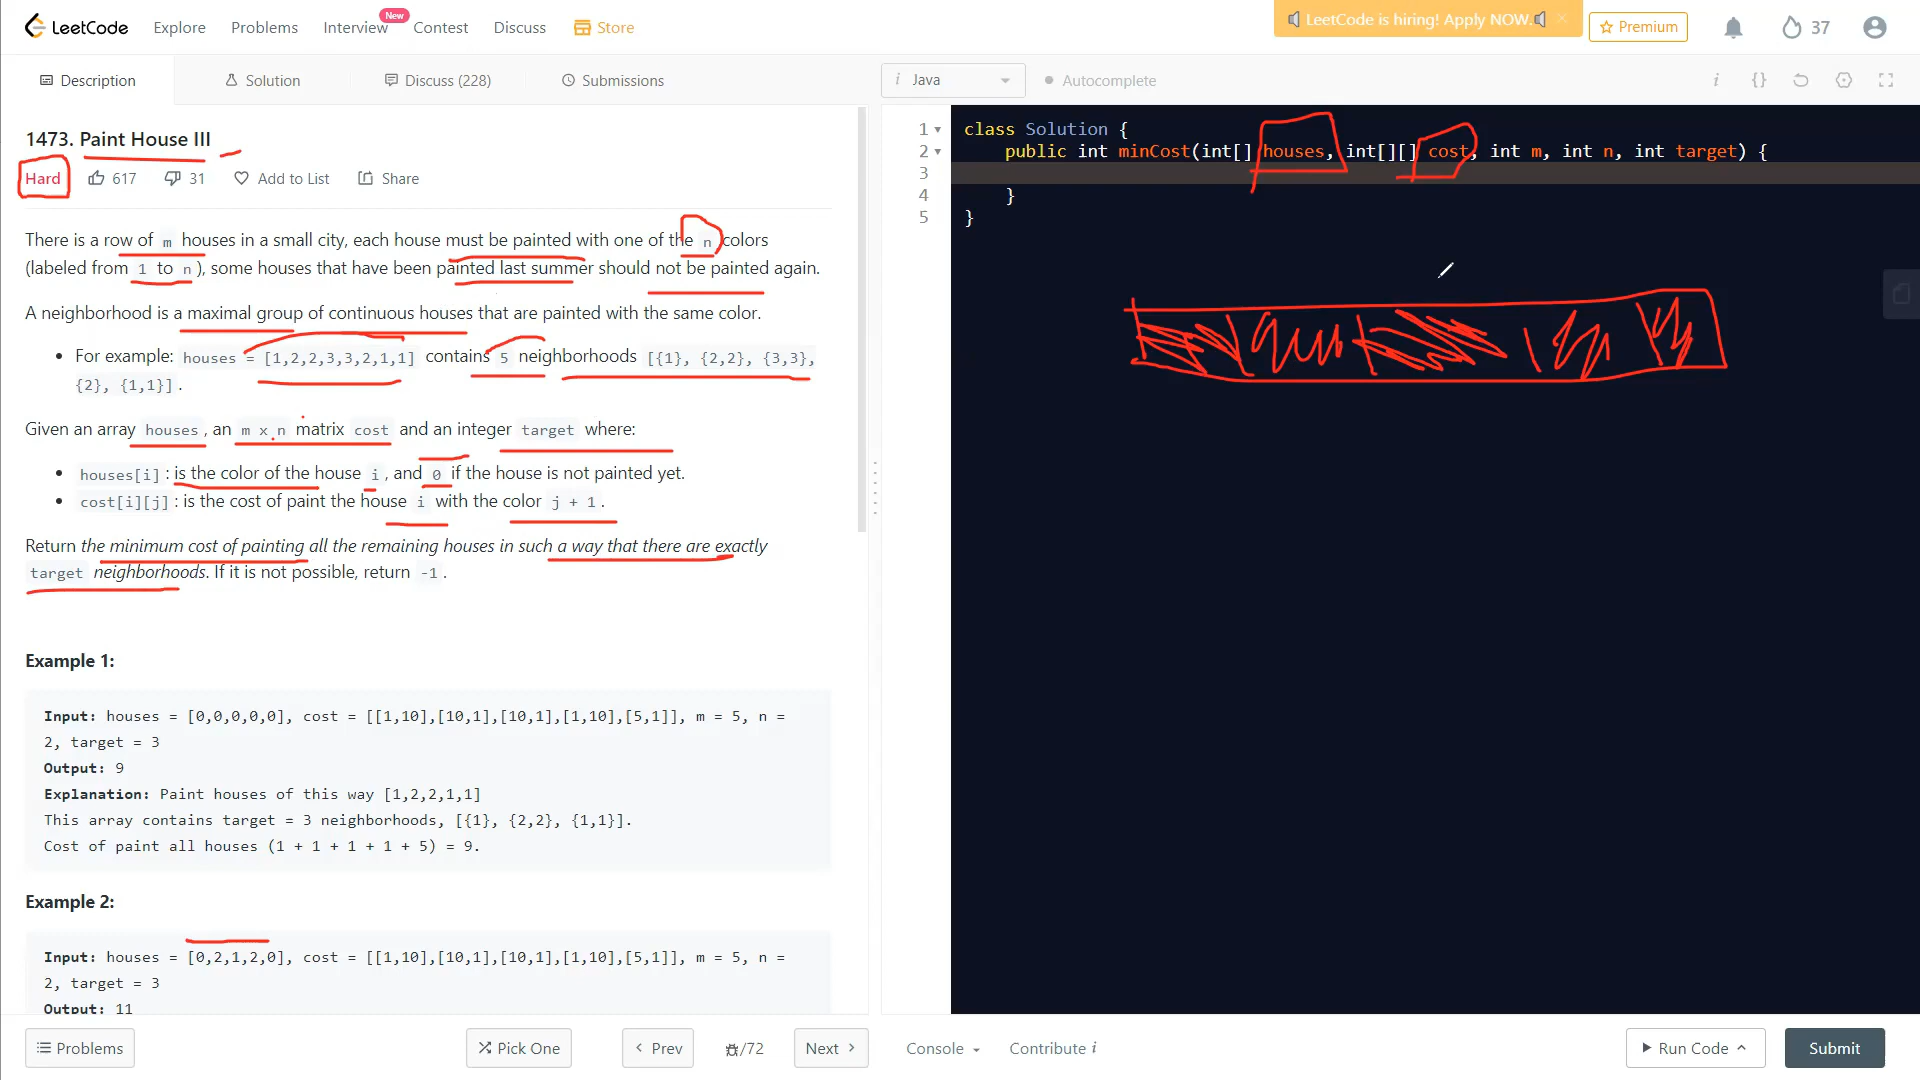 LeetCode Explore Problems Interview New Contest Discuss Store LeetCode is hiring! Apply NOW. Premium 37
Description Solution Discuss (228) Submissions
i Java Autocomplete
1473. Paint House III
Hard 617 31 Add to List Share
There is a row of m houses in a small city, each house must be painted with one of the n colors
(labeled from 1 to n), some houses that have been painted last summer should not be painted again.
A neighborhood is a maximal group of continuous houses that are painted with the same color.
• For example: houses = [1,2,2,3,3,2,1,1] contains 5 neighborhoods [{1}, {2,2}, {3,3},
{2}, {1,1}].
Given an array houses, an m x n matrix cost and an integer target where:
• houses[i]: is the color of the house i, and 0 if the house is not painted yet.
• cost[i][j]: is the cost of paint the house i with the color j + 1.
Return the minimum cost of painting all the remaining houses in such a way that there are exactly
target neighborhoods. If it is not possible, return -1.
Example 1:
Input: houses = [0,0,0,0,0], cost = [[1,10],[10,1],[10,1],[1,10],[5,1]], m = 5, n =
2, target = 3
Output: 9
Explanation: Paint houses of this way [1,2,2,1,1]
This array contains target = 3 neighborhoods, [{1}, {2,2}, {1,1}].
Cost of paint all houses (1 + 1 + 1 + 1 + 5) = 9.
Example 2:
Input: houses = [0,2,1,2,0], cost = [[1,10],[10,1],[10,1],[1,10],[5,1]], m = 5, n =
2, target = 3
Output: 11
1 class Solution {
2 public int minCost(int[] houses, int[][] cost, int m, int n, int target) {
3
4 }
5 }
Problems Pick One Prev /72 Next Console Contribute i Run Code Submit